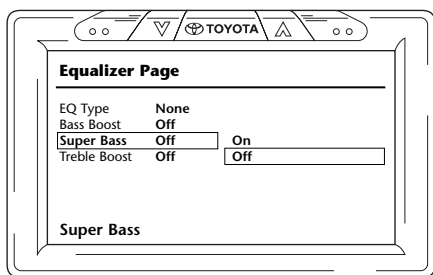 TOYOTA
Equalizer Page
EQ Type None
Bass Boost Off
Super Bass Off On
Treble Boost Off Off
Super Bass